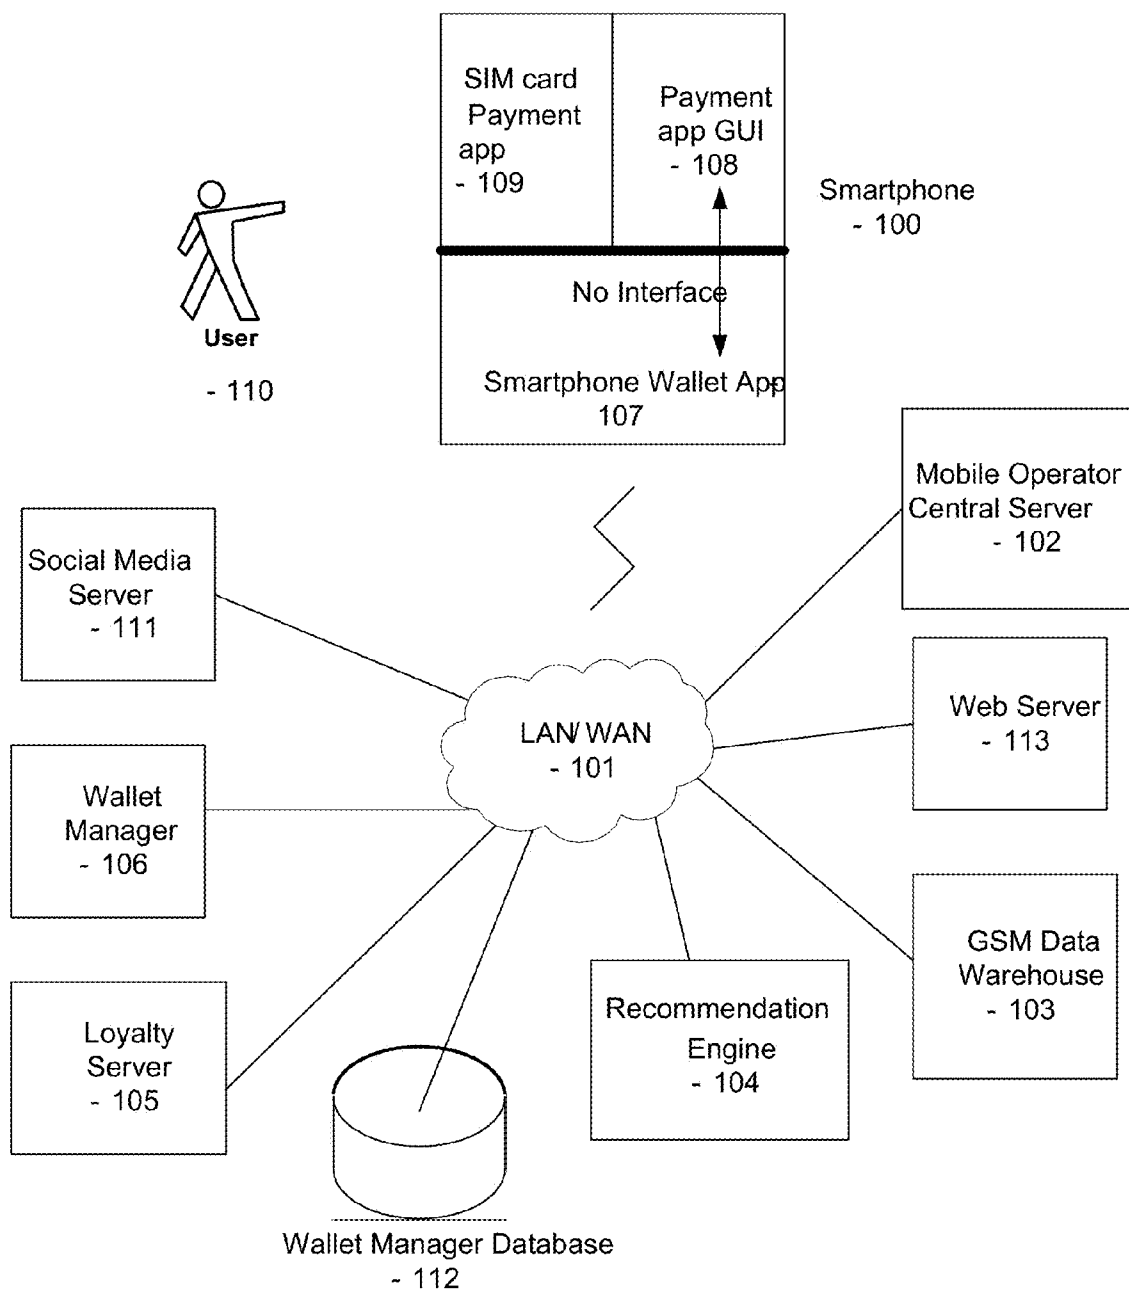 SIM card
Payment
app
- 109
Payment
app GUI
- 108
Smartphone
- 100
No Interface
Smartphone Wallet App
107
User
- 110
Mobile Operator
Central Server
- 102
Social Media
Server
- 111
Web Server
- 113
LAN/WAN
- 101
Wallet
Manager
- 106
GSM Data
Warehouse
- 103
Recommendation
Engine
- 104
Loyalty
Server
- 105
Wallet Manager Database
- 112